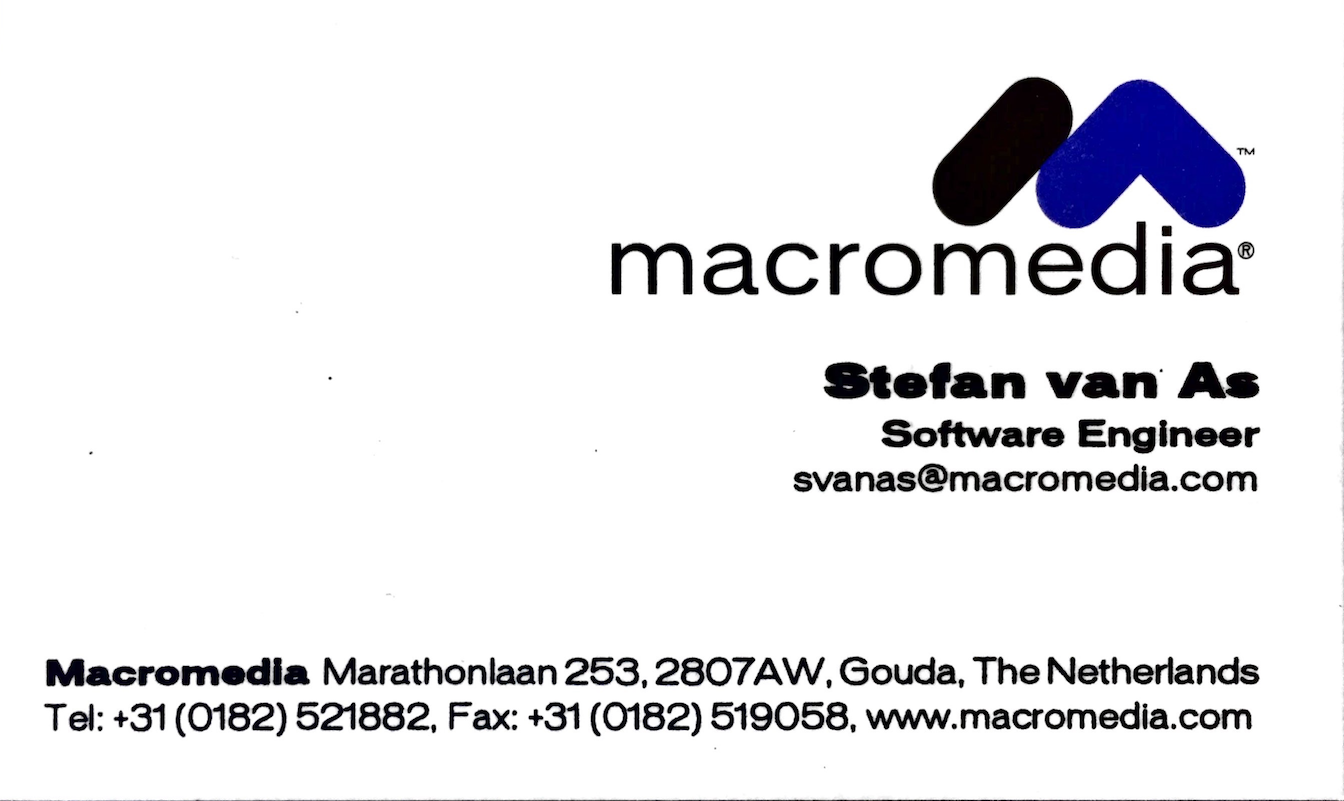 ™
macromedia®
Stefan van As
Software Engineer
svanas@macromedia.com
Macromedia Marathonlaan 253, 2807AW, Gouda, The Netherlands
Tel: +31 (0182) 521882, Fax: +31 (0182) 519058, www.macromedia.com